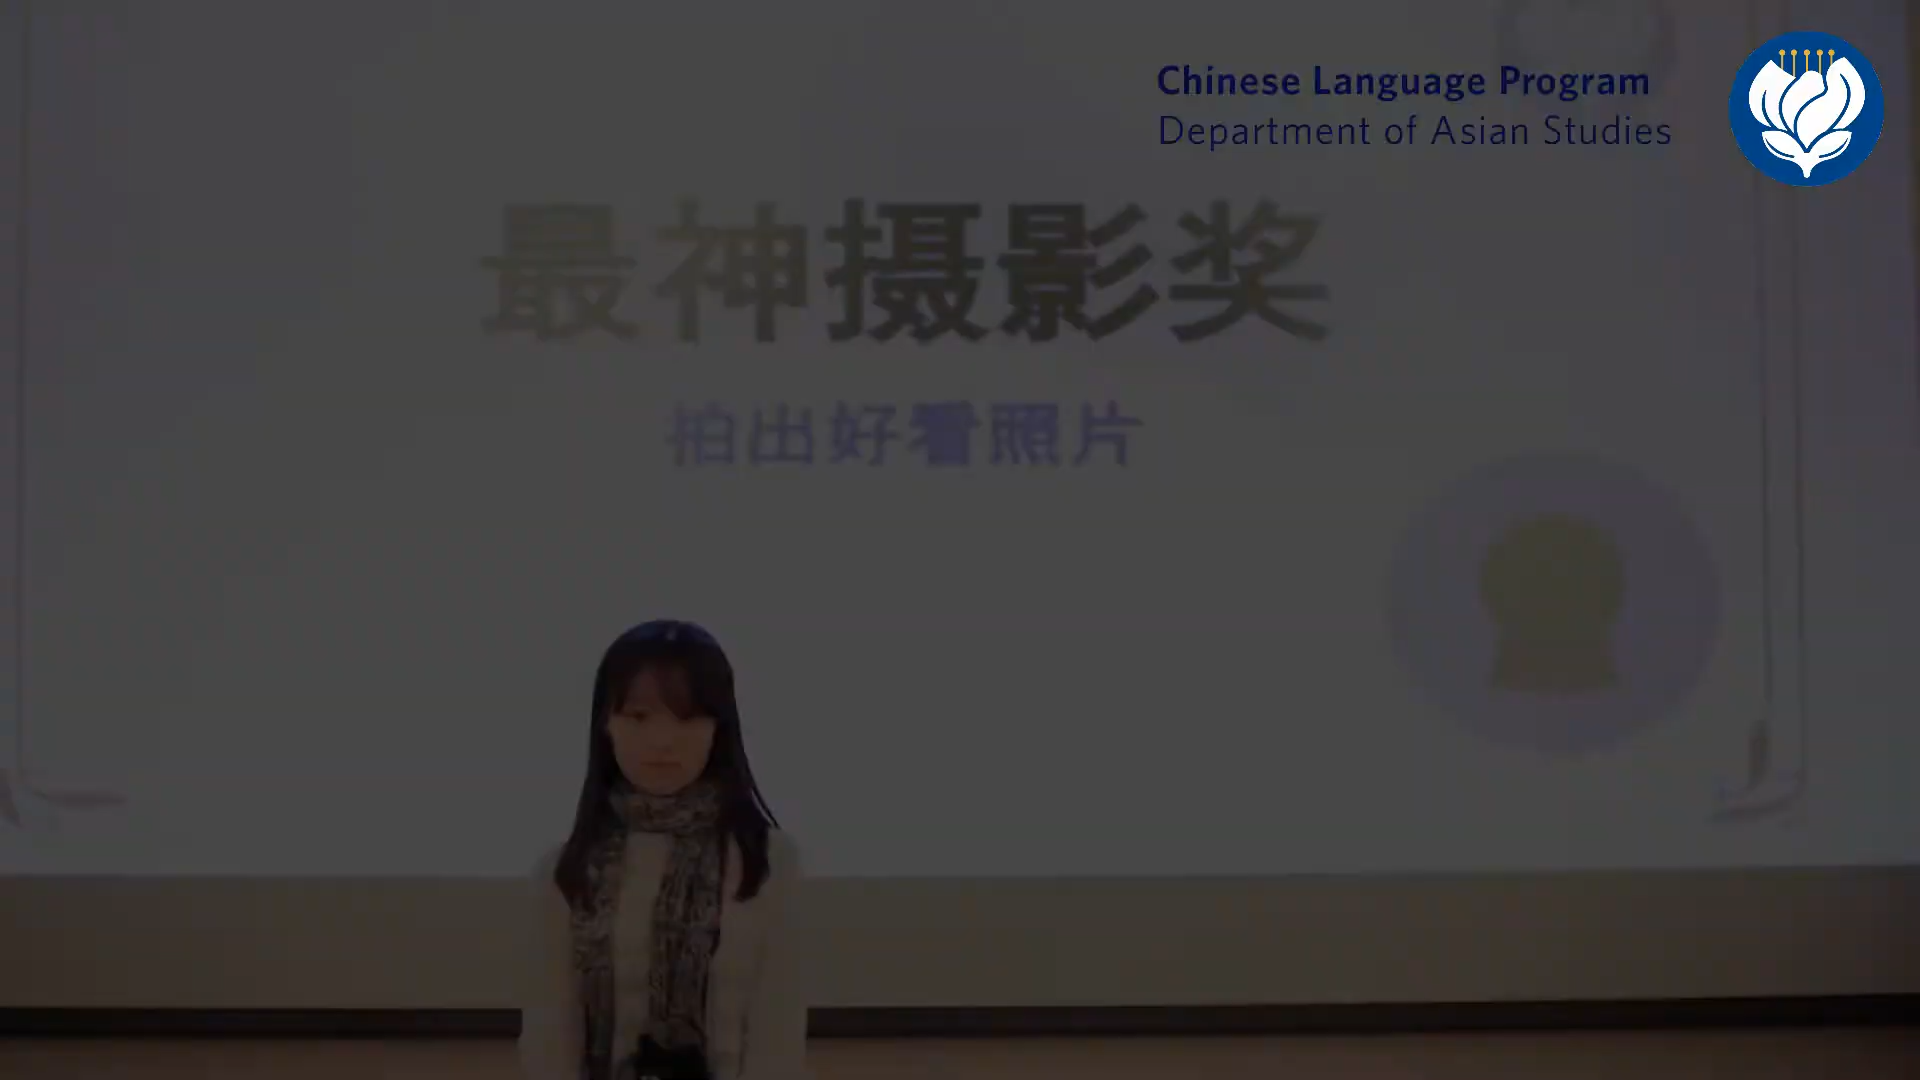 Chinese Language Program
Department of Asian Studies
最神摄影奖
拍出好看照片